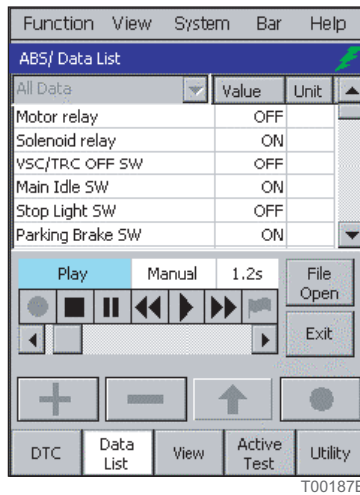 Function View System Bar Help
ABS/ Data List
All Data Value Unit
Motor relay OFF
Solenoid relay ON
VSC/TRC OFF SW OFF
Main Idle SW ON
Stop Light SW OFF
Parking Brake SW ON
Play Manual 1.2s File Open
Exit
DTC Data List View Active Test Utility
T00187E